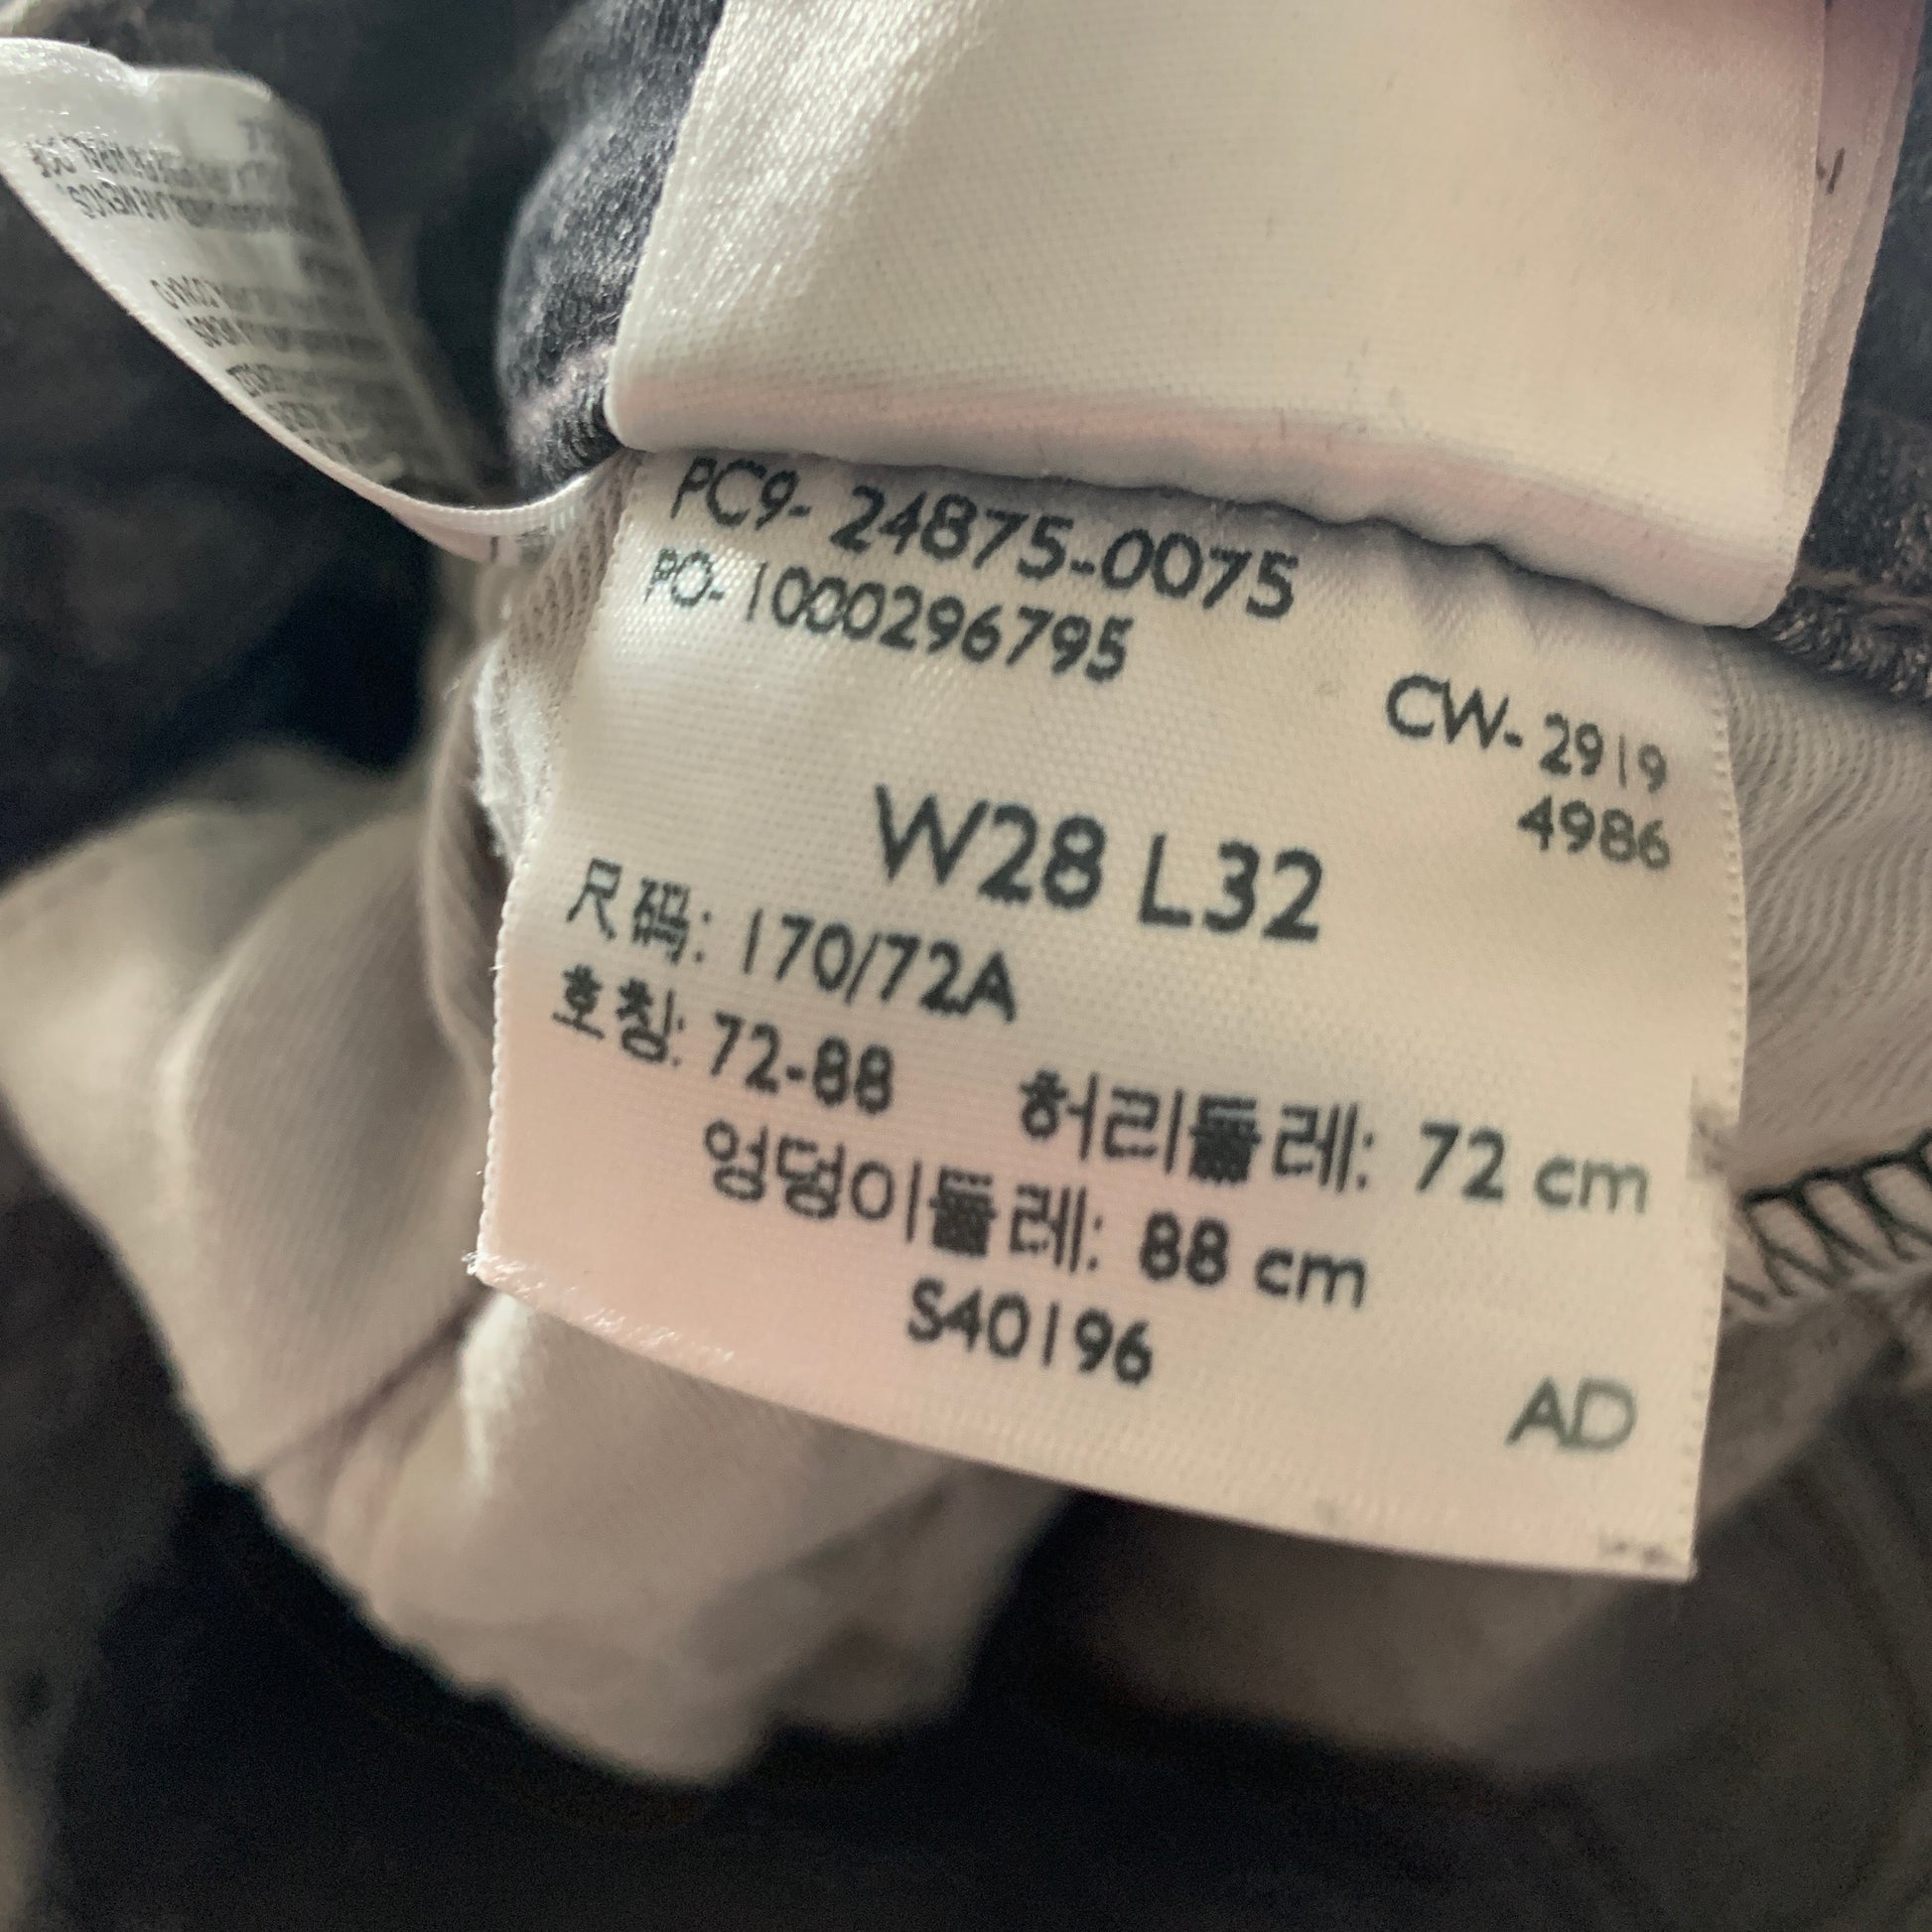 PC9- 24875-0075
PO- 1000296795
CW- 2919
4986
W28 L32
尺码: 170/72A
호칭: 72-88 허리둘레: 72 cm
엉덩이둘레: 88 cm
S40196
AD